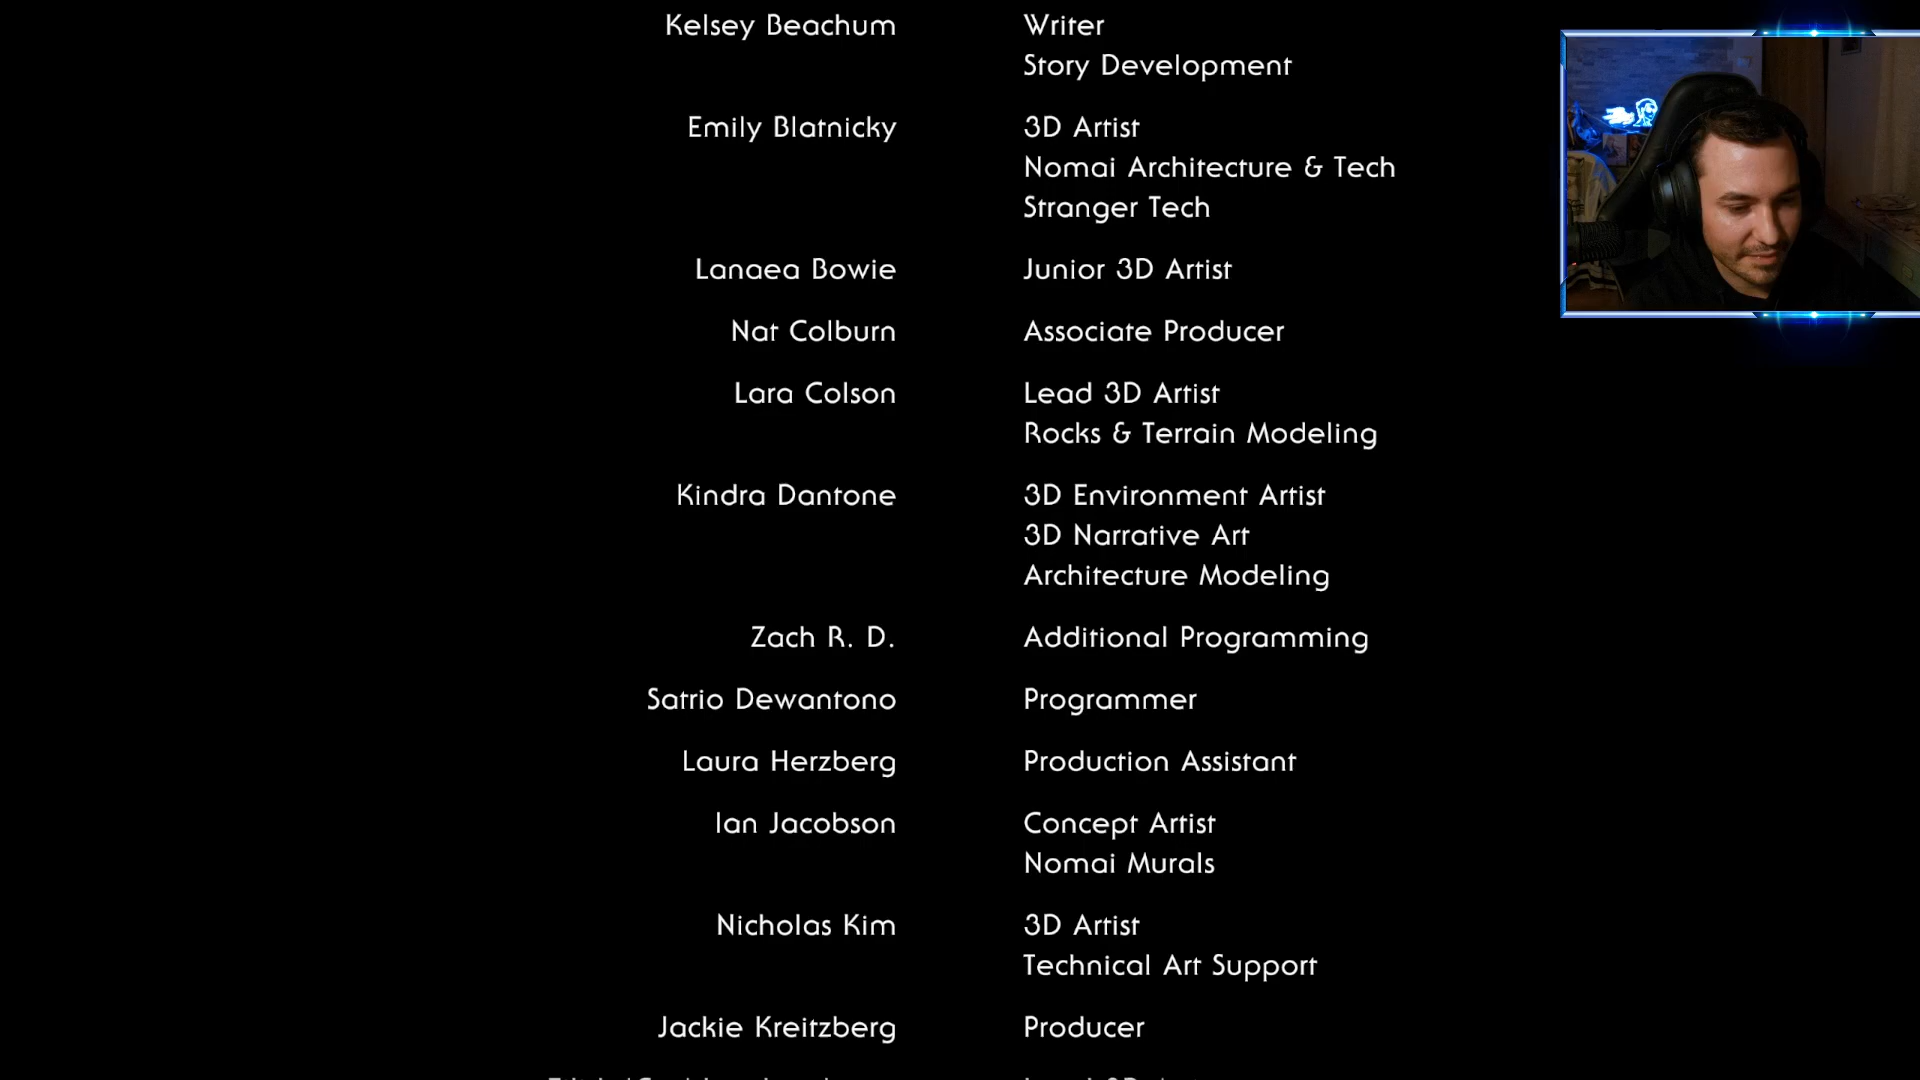 Kelsey Beachum Writer
Story Development
Emily Blatnicky 3D Artist
Nomai Architecture & Tech
Stranger Tech
Lanaea Bowie Junior 3D Artist
Nat Colburn Associate Producer
Lara Colson Lead 3D Artist
Rocks & Terrain Modeling
Kindra Dantone 3D Environment Artist
3D Narrative Art
Architecture Modeling
Zach R. D. Additional Programming
Satrio Dewantono Programmer
Laura Herzberg Production Assistant
Ian Jacobson Concept Artist
Nomai Murals
Nicholas Kim 3D Artist
Technical Art Support
Jackie Kreitzberg Producer